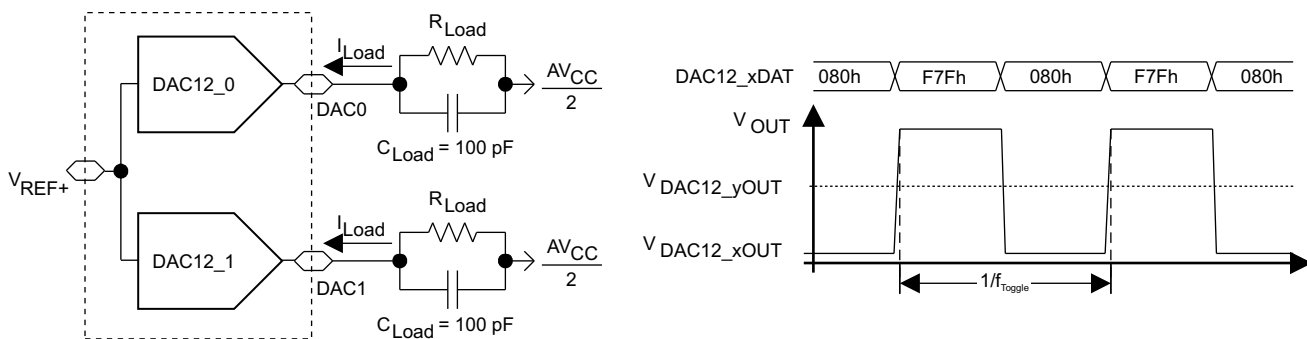 R Load
I Load
DAC12_0
DAC0
AV CC
2
C Load = 100 pF
V REF+
R Load
I Load
DAC12_1
DAC1
AV CC
2
C Load = 100 pF
DAC12_xDAT 080h F7Fh 080h F7Fh 080h
V OUT
V DAC12_yOUT
V DAC12_xOUT
1/f Toggle